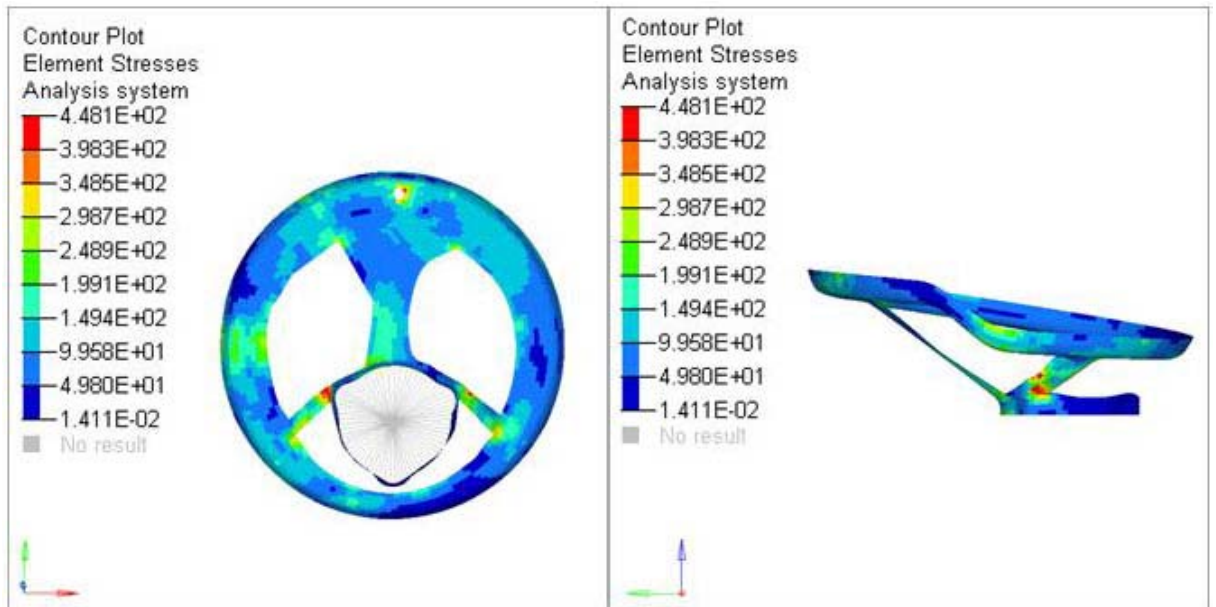 Contour Plot
Element Stresses
Analysis system
4.481E+02
3.983E+02
3.485E+02
2.987E+02
2.489E+02
1.991E+02
1.494E+02
9.958E+01
4.980E+01
1.411E-02
No result
Contour Plot
Element Stresses
Analysis system
4.481E+02
3.983E+02
3.485E+02
2.987E+02
2.489E+02
1.991E+02
1.494E+02
9.958E+01
4.980E+01
1.411E-02
No result